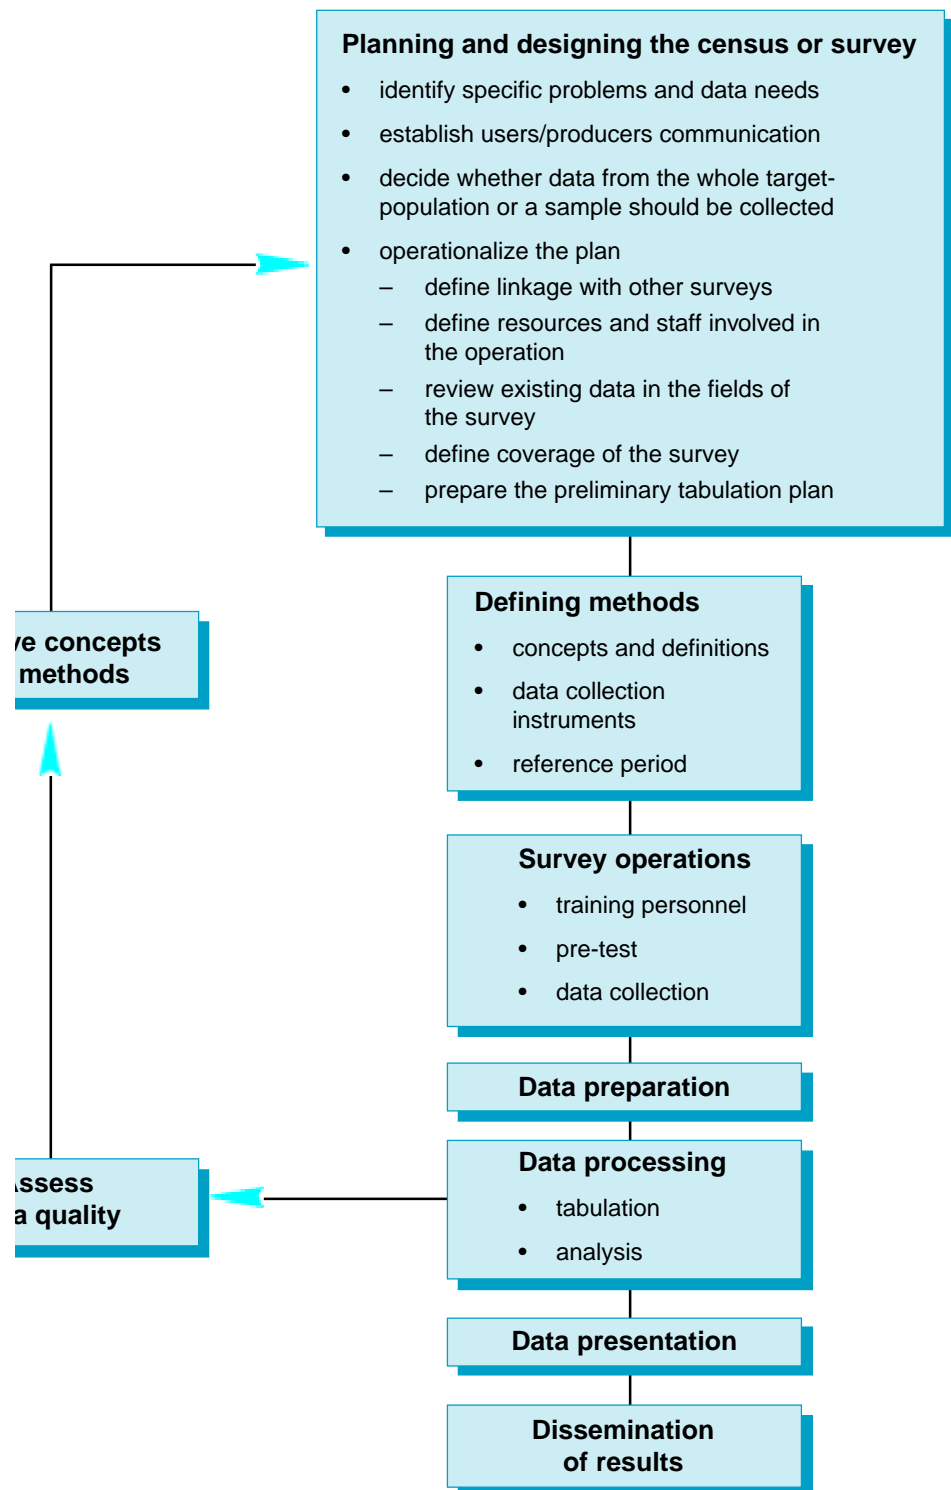 Planning and designing the census or survey
• identify specific problems and data needs
• establish users/producers communication
• decide whether data from the whole target-
population or a sample should be collected
• operationalize the plan
– define linkage with other surveys
– define resources and staff involved in
the operation
– review existing data in the fields of
the survey
– define coverage of the survey
– prepare the preliminary tabulation plan
Defining methods
• concepts and definitions
• data collection
instruments
• reference period
concepts
methods
Survey operations
• training personnel
• pre-test
• data collection
Data preparation
Data processing
• tabulation
• analysis
Assess
quality
Data presentation
Dissemination
of results